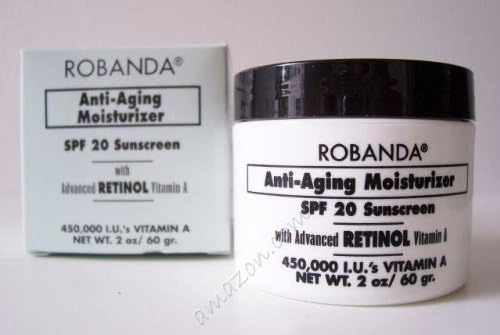 ROBANDA®
Anti-Aging
Moisturizer
SPF 20 Sunscreen
with
Advanced RETINOL Vitamin A
450,000 I.U.'s VITAMIN A
NET WT. 2 oz/ 60 gr.
ROBANDA®
Anti-Aging Moisturizer
SPF 20 Sunscreen
with Advanced RETINOL Vitamin A
450,000 I.U.'s VITAMIN A
NET WT. 2 oz/ 60 gr.
amazon.com